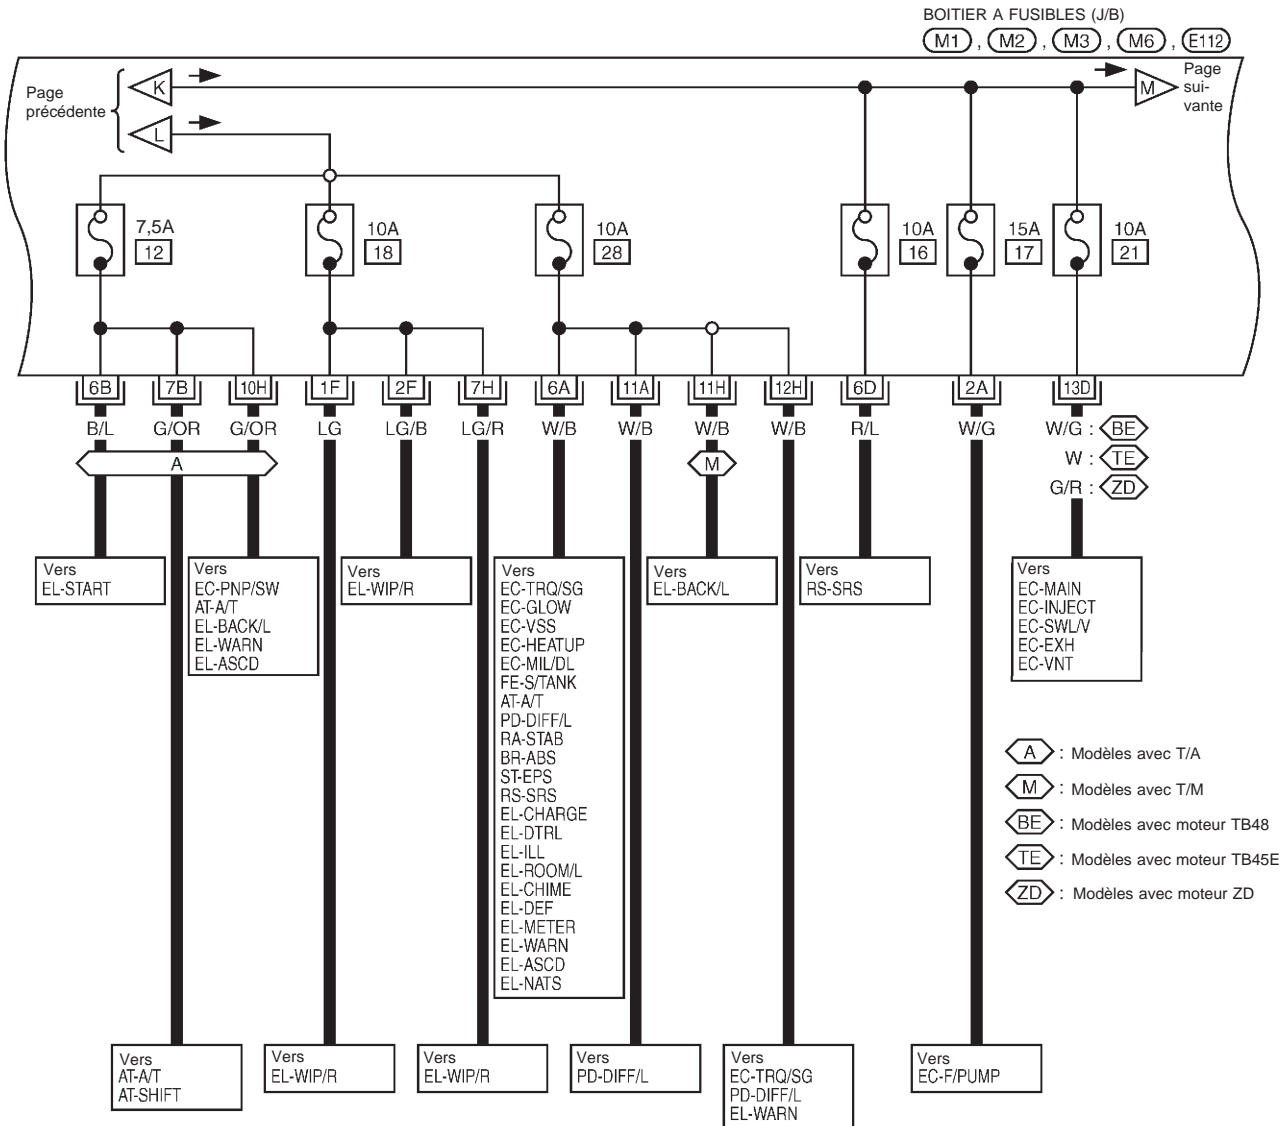 BOITIER A FUSIBLES (J/B)
M1 , M2 , M3 , M6 , E112
Page
précédente
K
L
M
Page
sui-
vante
7,5A
12
10A
18
10A
28
10A
16
15A
17
10A
21
6B 7B 10H 1F 2F 7H 6A 11A 11H 12H 6D 2A 13D
B/L G/OR G/OR LG LG/B LG/R W/B W/B W/B W/B R/L W/G W/G : BE
W : TE
G/R : ZD
A
M
Vers
EL-START
Vers
EC-PNP/SW
AT-A/T
EL-BACK/L
EL-WARN
EL-ASCD
Vers
EL-WIP/R
Vers
EC-TRQ/SG
EC-GLOW
EC-VSS
EC-HEATUP
EC-MIL/DL
FE-S/TANK
AT-A/T
PD-DIFF/L
RA-STAB
BR-ABS
ST-EPS
RS-SRS
EL-CHARGE
EL-DTRL
EL-ILL
EL-ROOM/L
EL-CHIME
EL-DEF
EL-METER
EL-WARN
EL-ASCD
EL-NATS
Vers
EL-BACK/L
Vers
RS-SRS
Vers
EC-MAIN
EC-INJECT
EC-SWL/V
EC-EXH
EC-VNT
A : Modèles avec T/A
M : Modèles avec T/M
BE : Modèles avec moteur TB48
TE : Modèles avec moteur TB45E
ZD : Modèles avec moteur ZD
Vers
AT-A/T
AT-SHIFT
Vers
EL-WIP/R
Vers
EL-WIP/R
Vers
PD-DIFF/L
Vers
EC-TRQ/SG
PD-DIFF/L
EL-WARN
Vers
EC-F/PUMP